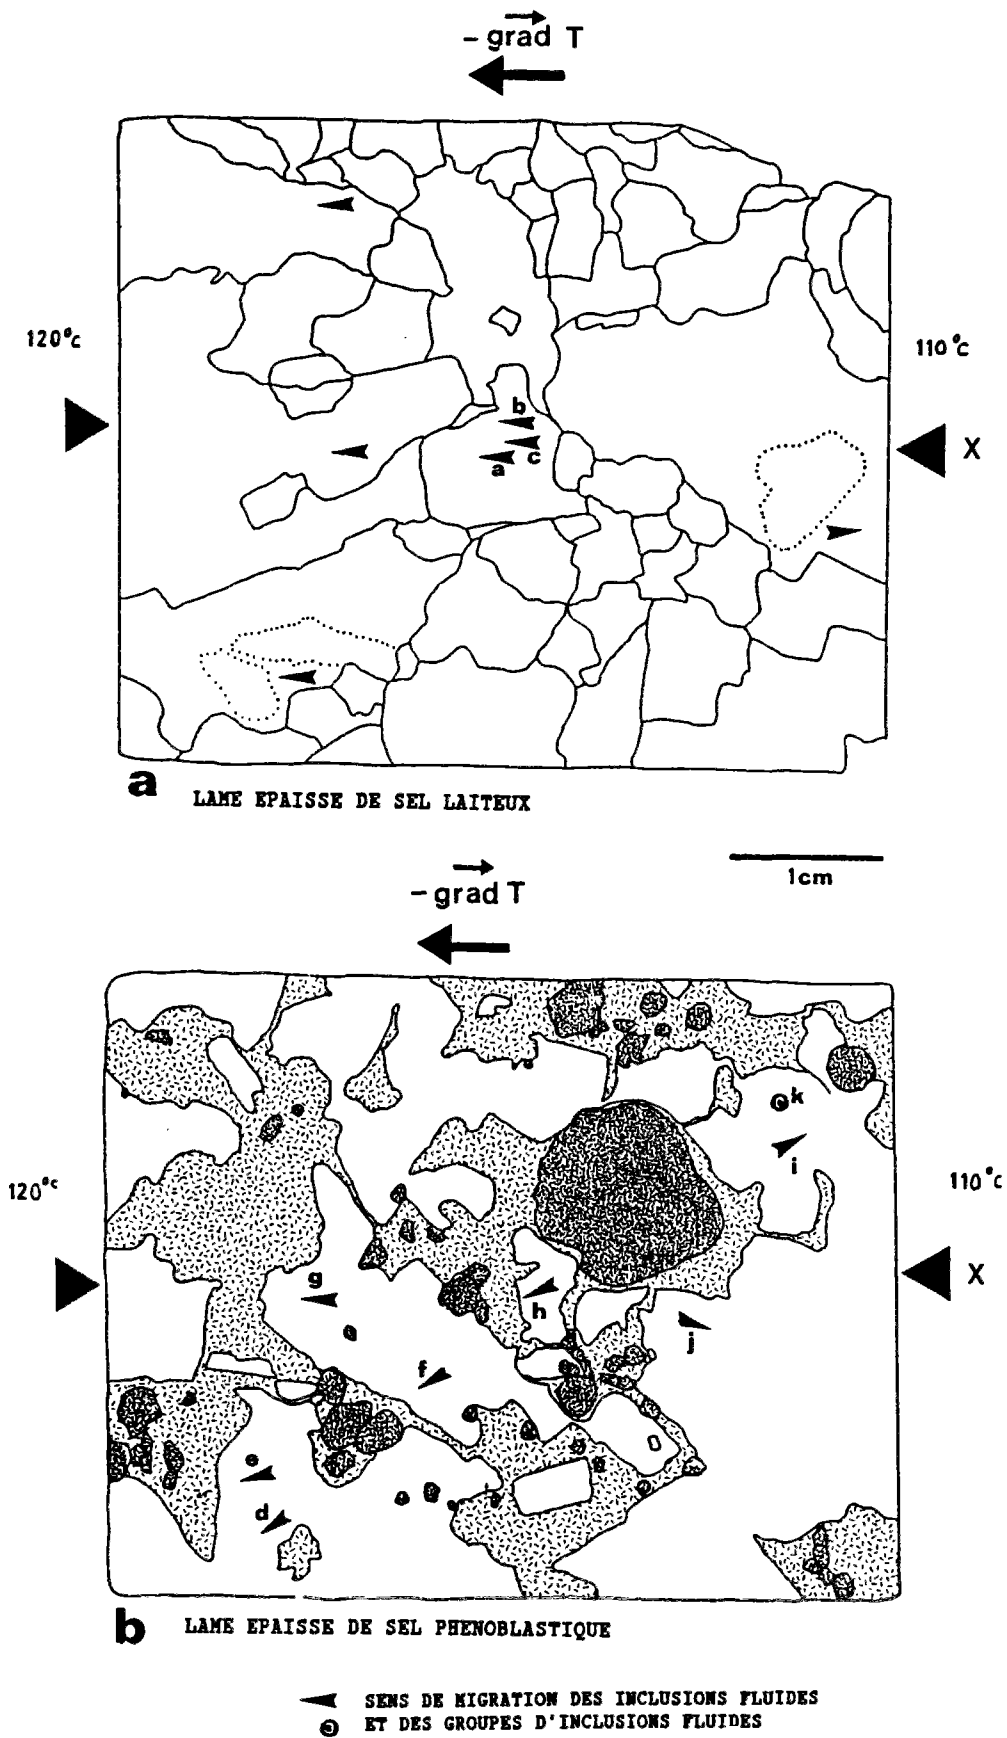 - grad T
120°c
110°c
X
b
c
a
a
LAME EPAISSE DE SEL LAITEUX
1cm
- grad T
k
i
120°c
110°c
g
X
h
j
f
e
d
b
LAME EPAISSE DE SEL PHENOBLASTIQUE
SENS DE MIGRATION DES INCLUSIONS FLUIDES
ET DES GROUPES D'INCLUSIONS FLUIDES